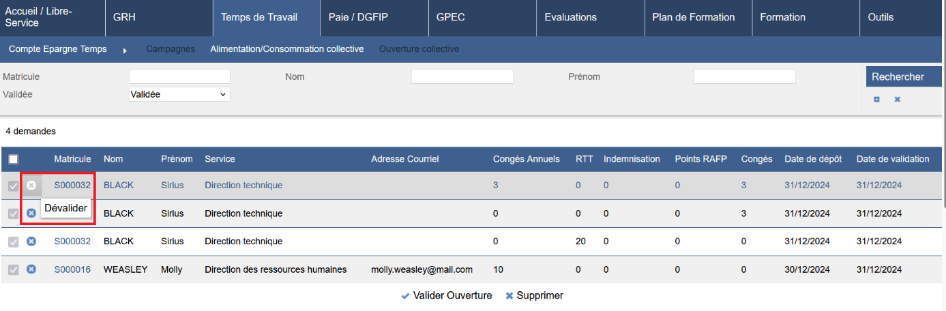 Accueil / Libre-Service GRH Temps de Travail Paie / DGFIP GPEC Evaluations Plan de Formation Formation Outils
Compte Epargne Temps Campagnes Alimentation/Consommation collective Ouverture collective
Matricule Nom Prénom Rechercher
Validée Validée
4 demandes
Matricule Nom Prénom Service Adresse Courriel Congés Annuels RTT Indemnisation Points RAFP Congés Date de dépôt Date de validation
S000032 BLACK Sirius Direction technique 3 0 0 0 3 31/12/2024 31/12/2024
Dévalider BLACK Sirius Direction technique 0 0 0 0 3 31/12/2024 31/12/2024
S000032 BLACK Sirius Direction technique 0 20 0 0 0 31/12/2024 31/12/2024
S000016 WEASLEY Molly Direction des ressources humaines molly.weasley@mail.com 10 0 0 0 0 30/12/2024 31/12/2024
Valider Ouverture Supprimer